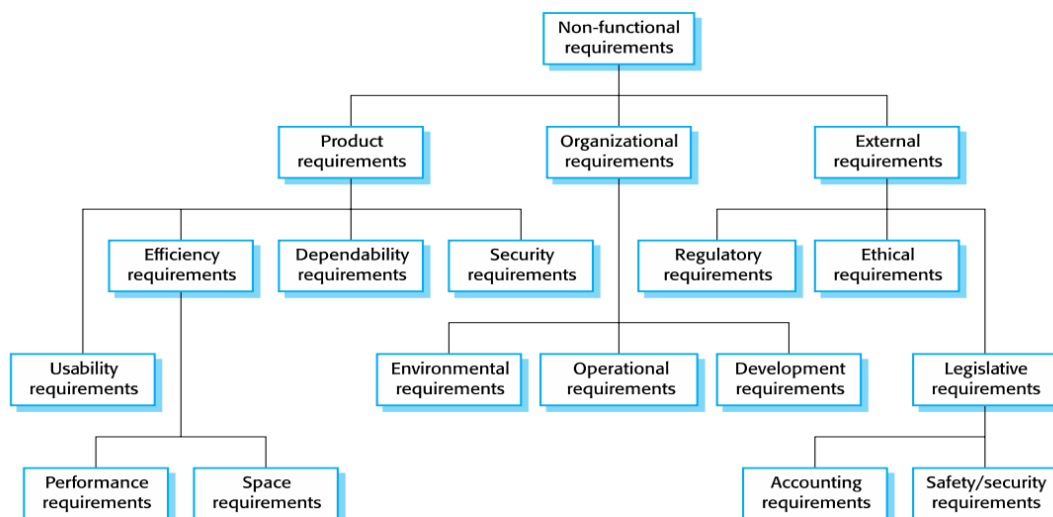 Non-functional
requirements
Product
requirements
Organizational
requirements
External
requirements
Efficiency
requirements
Dependability
requirements
Security
requirements
Regulatory
requirements
Ethical
requirements
Usability
requirements
Environmental
requirements
Operational
requirements
Development
requirements
Legislative
requirements
Performance
requirements
Space
requirements
Accounting
requirements
Safety/security
requirements